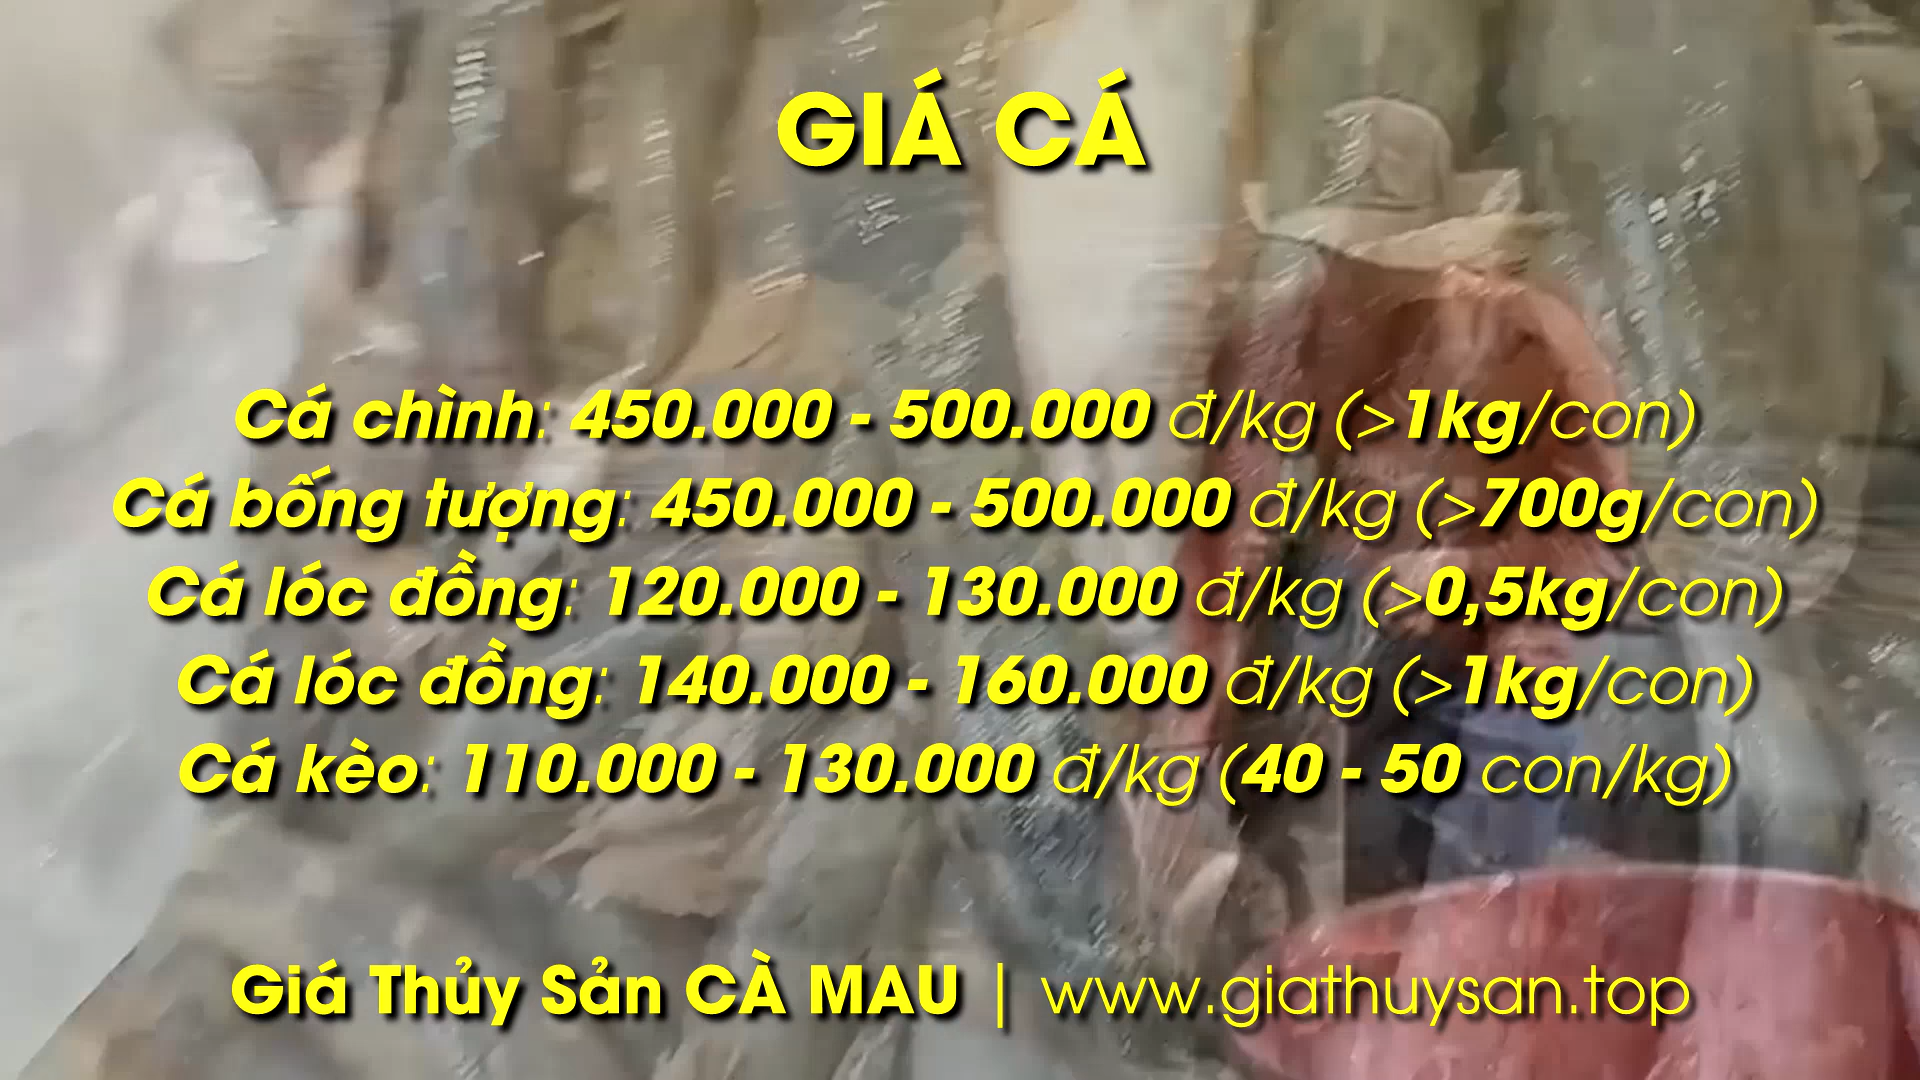 GIÁ CÁ
Cá chình: 450.000 - 500.000 đ/kg (>1kg/con)
Cá bống tượng: 450.000 - 500.000 đ/kg (>700g/con)
Cá lóc đồng: 120.000 - 130.000 đ/kg (>0,5kg/con)
Cá lóc đồng: 140.000 - 160.000 đ/kg (>1kg/con)
Cá kèo: 110.000 - 130.000 đ/kg (40 - 50 con/kg)
Giá Thủy Sản CÀ MAU | www.giathuysan.top